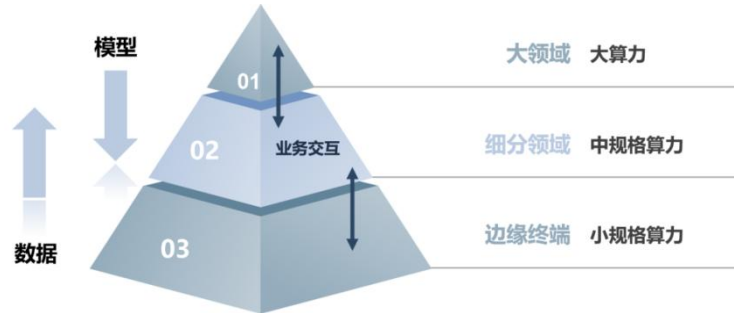 模型
数据
01
02
03
业务交互
大领域 大算力
细分领域 中规格算力
边缘终端 小规格算力